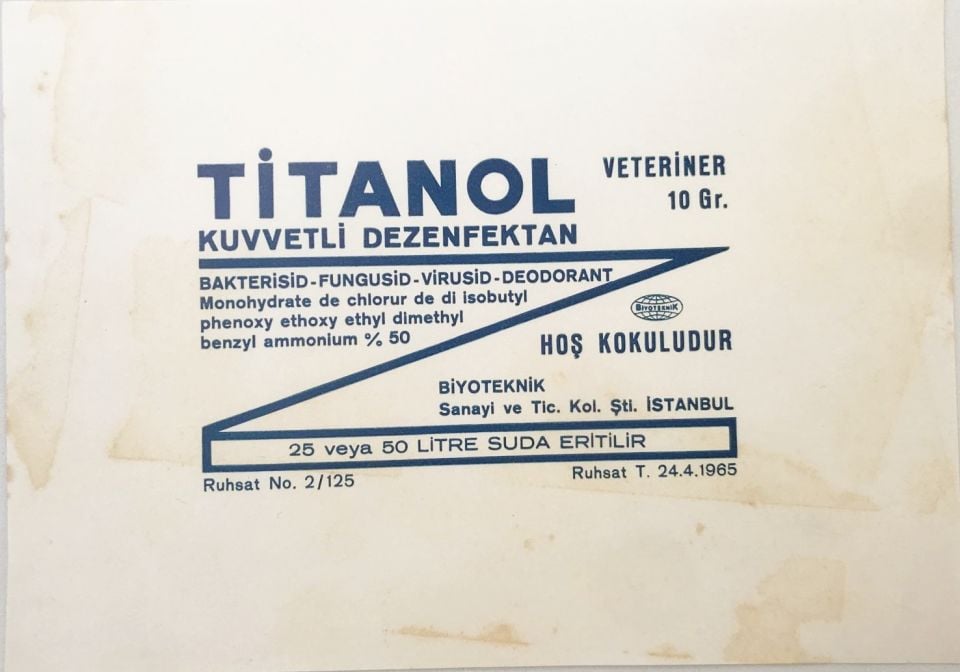 TİTANOL
VETERİNER
10 Gr.
KUVVETLİ DEZENFEKTAN
BAKTERİSİD-FUNGUSİD-VİRUSİD-DEODORANT
Monohydrate de chlorur de di isobutyl
phenoxy ethoxy ethyl dimethyl
benzyl ammonium % 50
BİYOTEKNİK
HOŞ KOKULUDUR
BİYOTEKNİK
Sanayi ve Tic. Kol. Şti. İSTANBUL
25 veya 50 LİTRE SUDA ERİTİLİR
Ruhsat No. 2/125
Ruhsat T. 24.4.1965